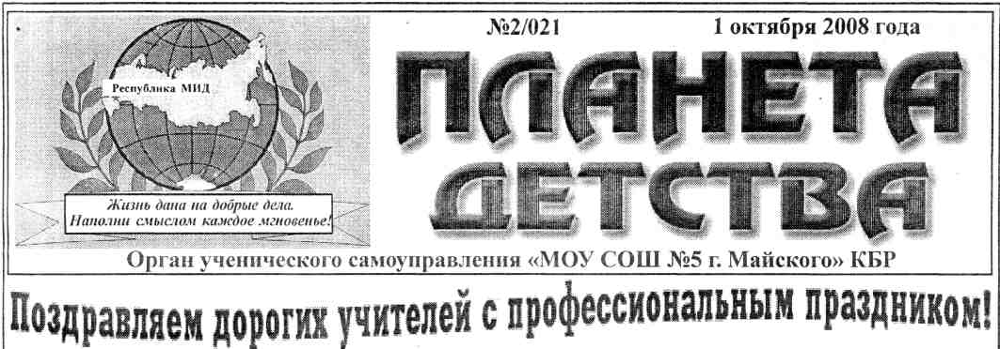 №2/021 1 октября 2008 года
Республика МИД
ПЛАНЕТА
ДЕТСТВА
Жизнь дана на добрые дела.
Наполни смыслом каждое мгновенье!
Орган ученического самоуправления «МОУ СОШ №5 г. Майского» КБР
Поздравляем дорогих учителей с профессиональным праздником!